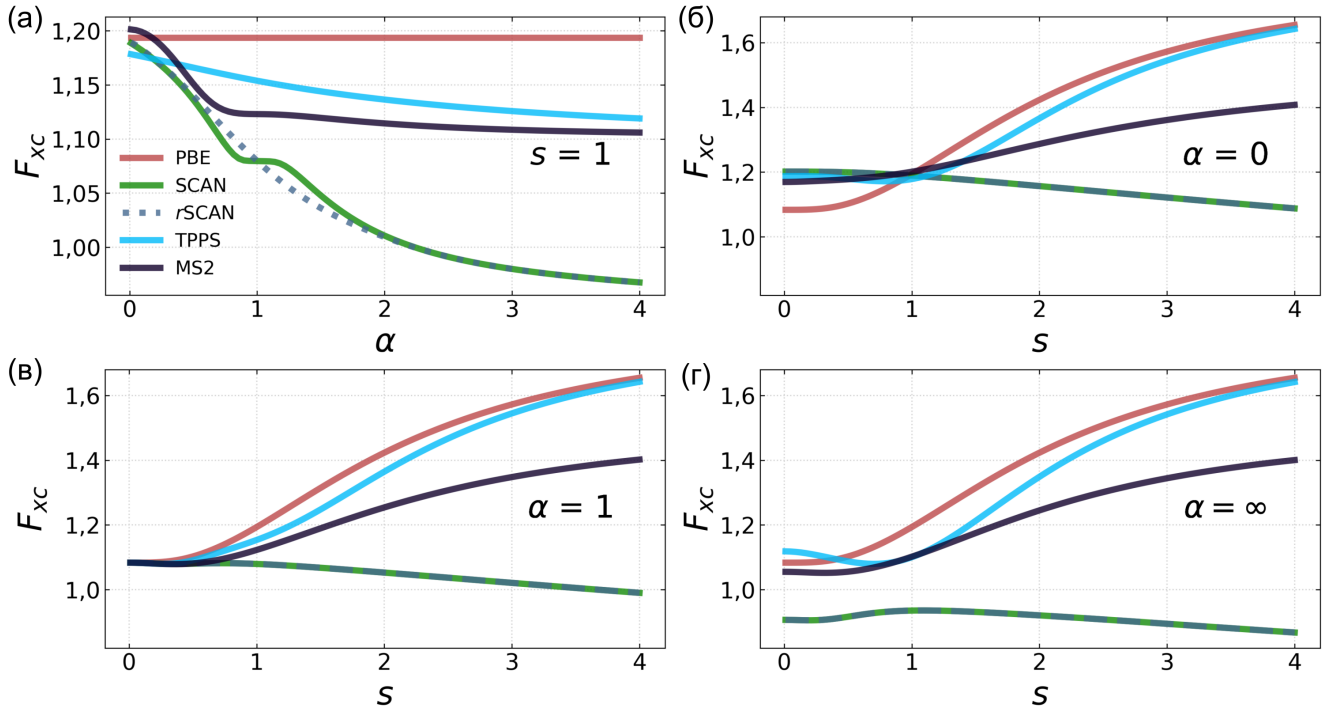 (а)
F_xc
1,20
1,15
1,10
1,05
1,00
PBE
SCAN
rSCAN
TPPS
MS2
s = 1
0 1 2 3 4
α
(б)
F_xc
1,6
1,4
1,2
1,0
α = 0
0 1 2 3 4
s
(в)
F_xc
1,6
1,4
1,2
1,0
α = 1
0 1 2 3 4
s
(г)
F_xc
1,6
1,4
1,2
1,0
α = ∞
0 1 2 3 4
s